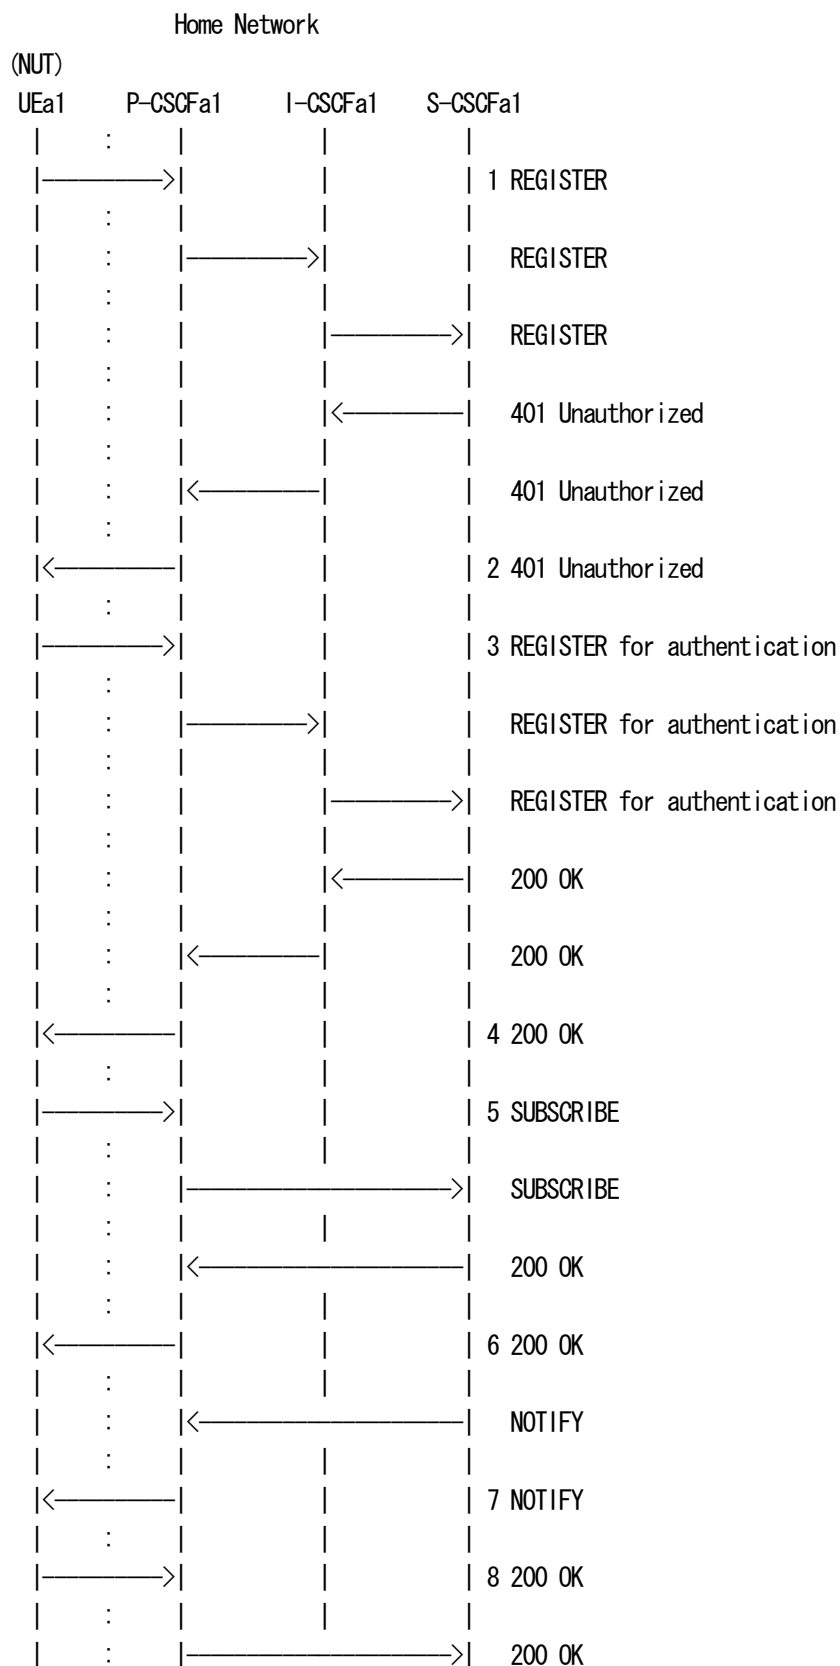 Home Network
(NUT)
UEa1 P-CSCFa1 I-CSCFa1 S-CSCFa1
1 REGISTER
REGISTER
REGISTER
401 Unauthorized
401 Unauthorized
2 401 Unauthorized
3 REGISTER for authentication
REGISTER for authentication
REGISTER for authentication
200 OK
200 OK
4 200 OK
5 SUBSCRIBE
SUBSCRIBE
200 OK
6 200 OK
NOTIFY
7 NOTIFY
8 200 OK
200 OK